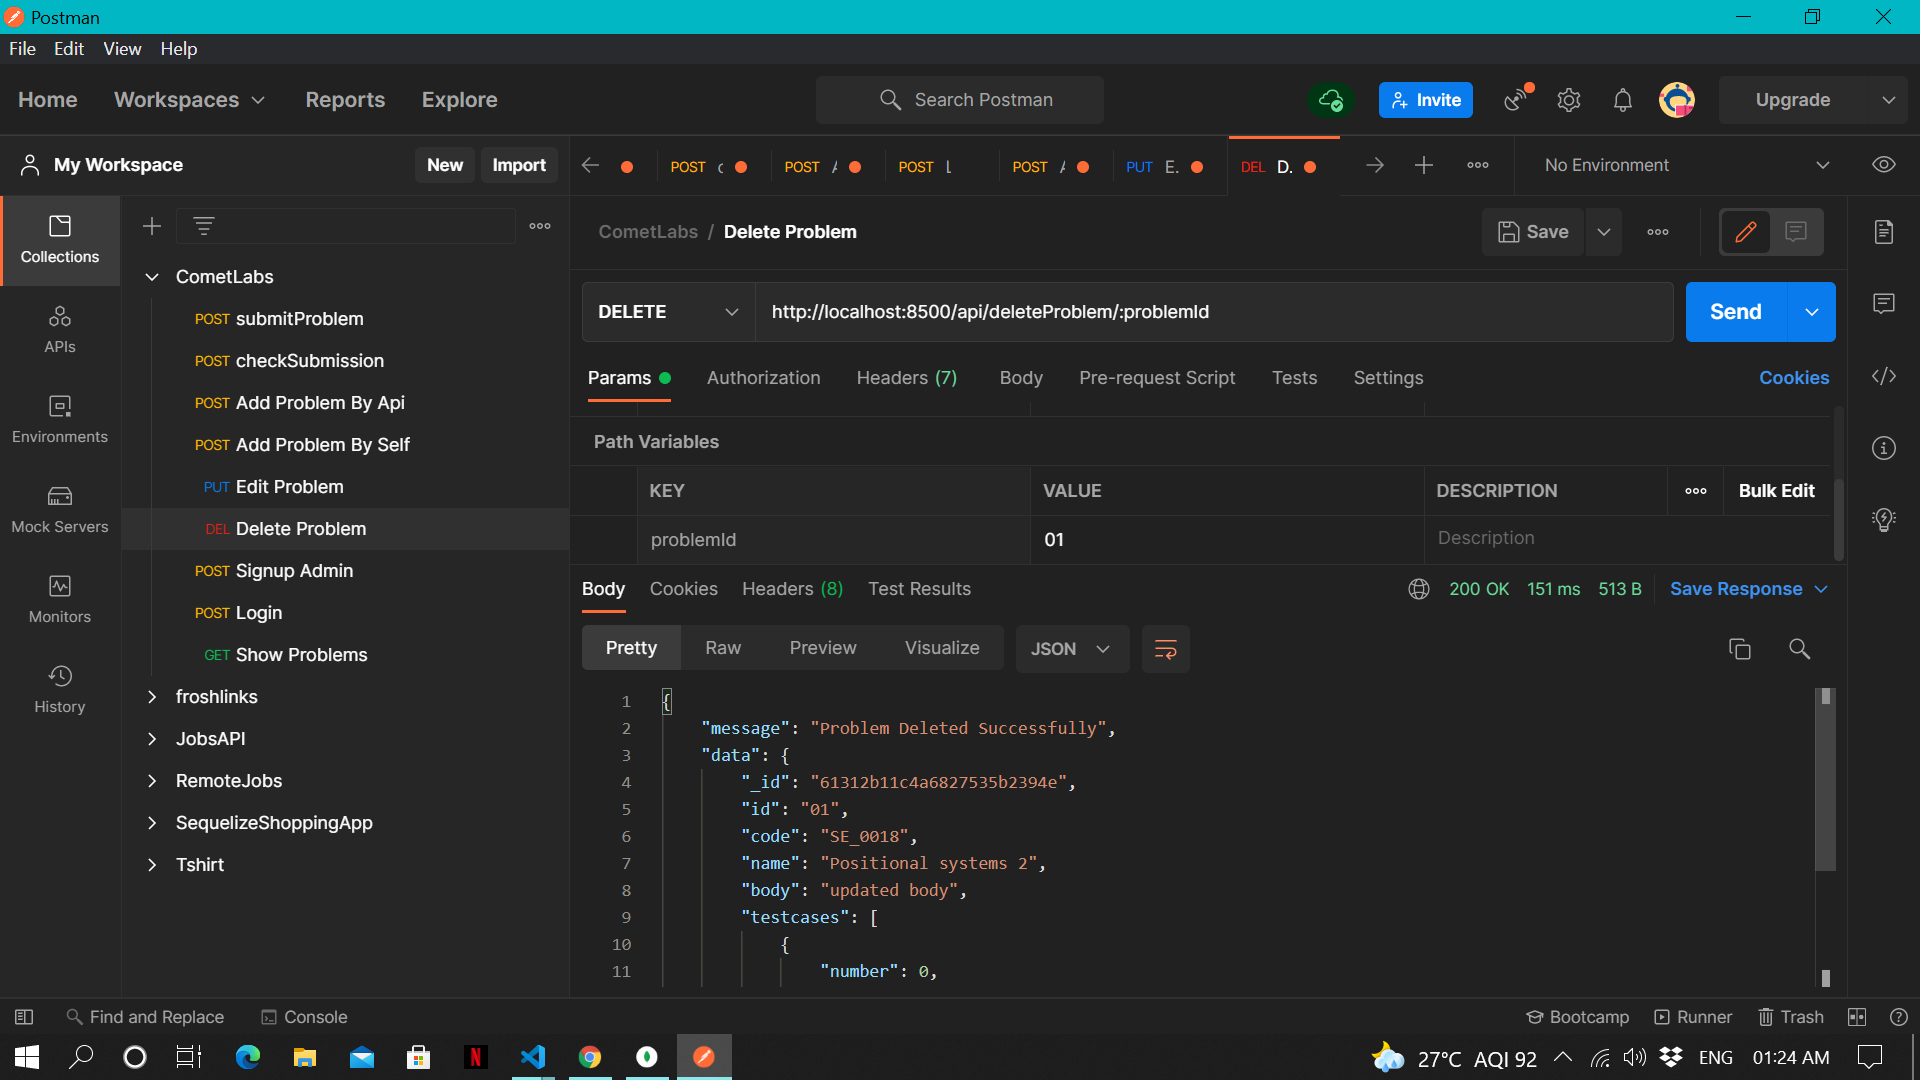 Postman
File Edit View Help
Home Workspaces Reports Explore Search Postman Invite Upgrade
My Workspace New Import
POST POST POST L POST PUT E. DEL D. No Environment
Collections
APIs
Environments
Mock Servers
Monitors
History
CometLabs
POST submitProblem
POST checkSubmission
POST Add Problem By Api
POST Add Problem By Self
PUT Edit Problem
DEL Delete Problem
POST Signup Admin
POST Login
GET Show Problems
froshlinks
JobsAPI
RemoteJobs
SequelizeShoppingApp
Tshirt
CometLabs / Delete Problem Save
DELETE http://localhost:8500/api/deleteProblem/:problemId Send
Params Authorization Headers (7) Body Pre-request Script Tests Settings Cookies
Path Variables
KEY VALUE DESCRIPTION Bulk Edit
problemId 01 Description
Body Cookies Headers (8) Test Results 200 OK 151 ms 513 B Save Response
Pretty Raw Preview Visualize JSON
1 {
2 "message": "Problem Deleted Successfully",
3 "data": {
4 "_id": "61312b11c4a6827535b2394e",
5 "id": "01",
6 "code": "SE_0018",
7 "name": "Positional systems 2",
8 "body": "updated body",
9 "testcases": [
10 {
11 "number": 0,
Find and Replace Console Bootcamp Runner Trash
27°C AQI 92 ENG 01:24 AM